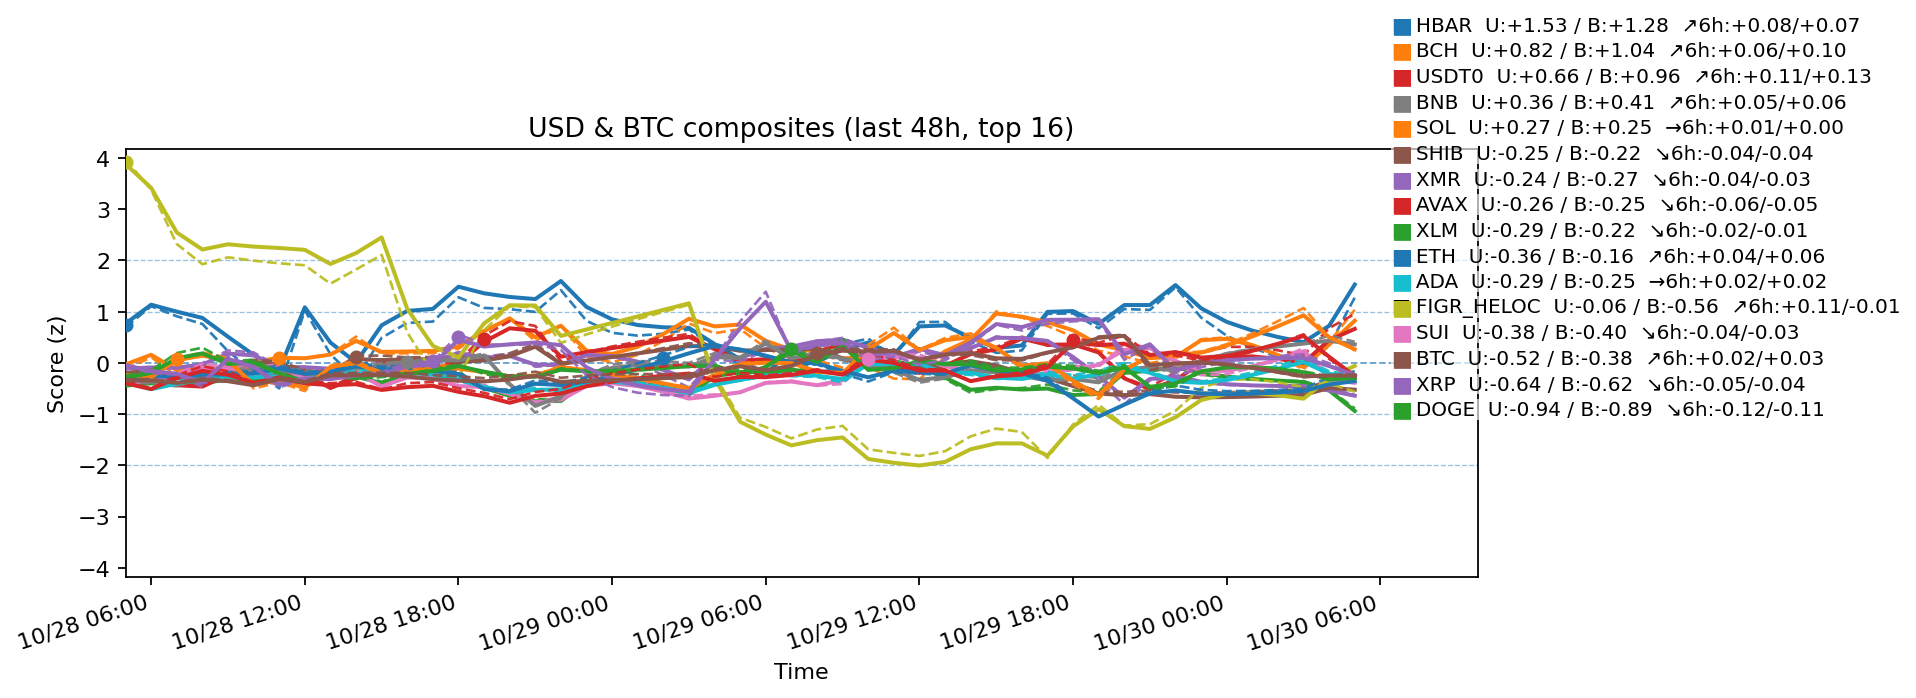 HBAR U:+1.53 / B:+1.28 ↗6h:+0.08/+0.07
BCH U:+0.82 / B:+1.04 ↗6h:+0.06/+0.10
USDT0 U:+0.66 / B:+0.96 ↗6h:+0.11/+0.13
BNB U:+0.36 / B:+0.41 ↗6h:+0.05/+0.06
SOL U:+0.27 / B:+0.25 →6h:+0.01/+0.00
SHIB U:-0.25 / B:-0.22 ↘6h:-0.04/-0.04
XMR U:-0.24 / B:-0.27 ↘6h:-0.04/-0.03
AVAX U:-0.26 / B:-0.25 ↘6h:-0.06/-0.05
XLM U:-0.29 / B:-0.22 ↘6h:-0.02/-0.01
ETH U:-0.36 / B:-0.16 ↗6h:+0.04/+0.06
ADA U:-0.29 / B:-0.25 →6h:+0.02/+0.02
FIGR_HELOC U:-0.06 / B:-0.56 ↗6h:+0.11/-0.01
SUI U:-0.38 / B:-0.40 ↘6h:-0.04/-0.03
BTC U:-0.52 / B:-0.38 ↗6h:+0.02/+0.03
XRP U:-0.64 / B:-0.62 ↘6h:-0.05/-0.04
DOGE U:-0.94 / B:-0.89 ↘6h:-0.12/-0.11
USD & BTC composites (last 48h, top 16)
Score (z)
4
3
2
1
0
−1
−2
−3
−4
10/28 06:00
10/28 12:00
10/28 18:00
10/29 00:00
10/29 06:00
10/29 12:00
10/29 18:00
10/30 00:00
10/30 06:00
Time